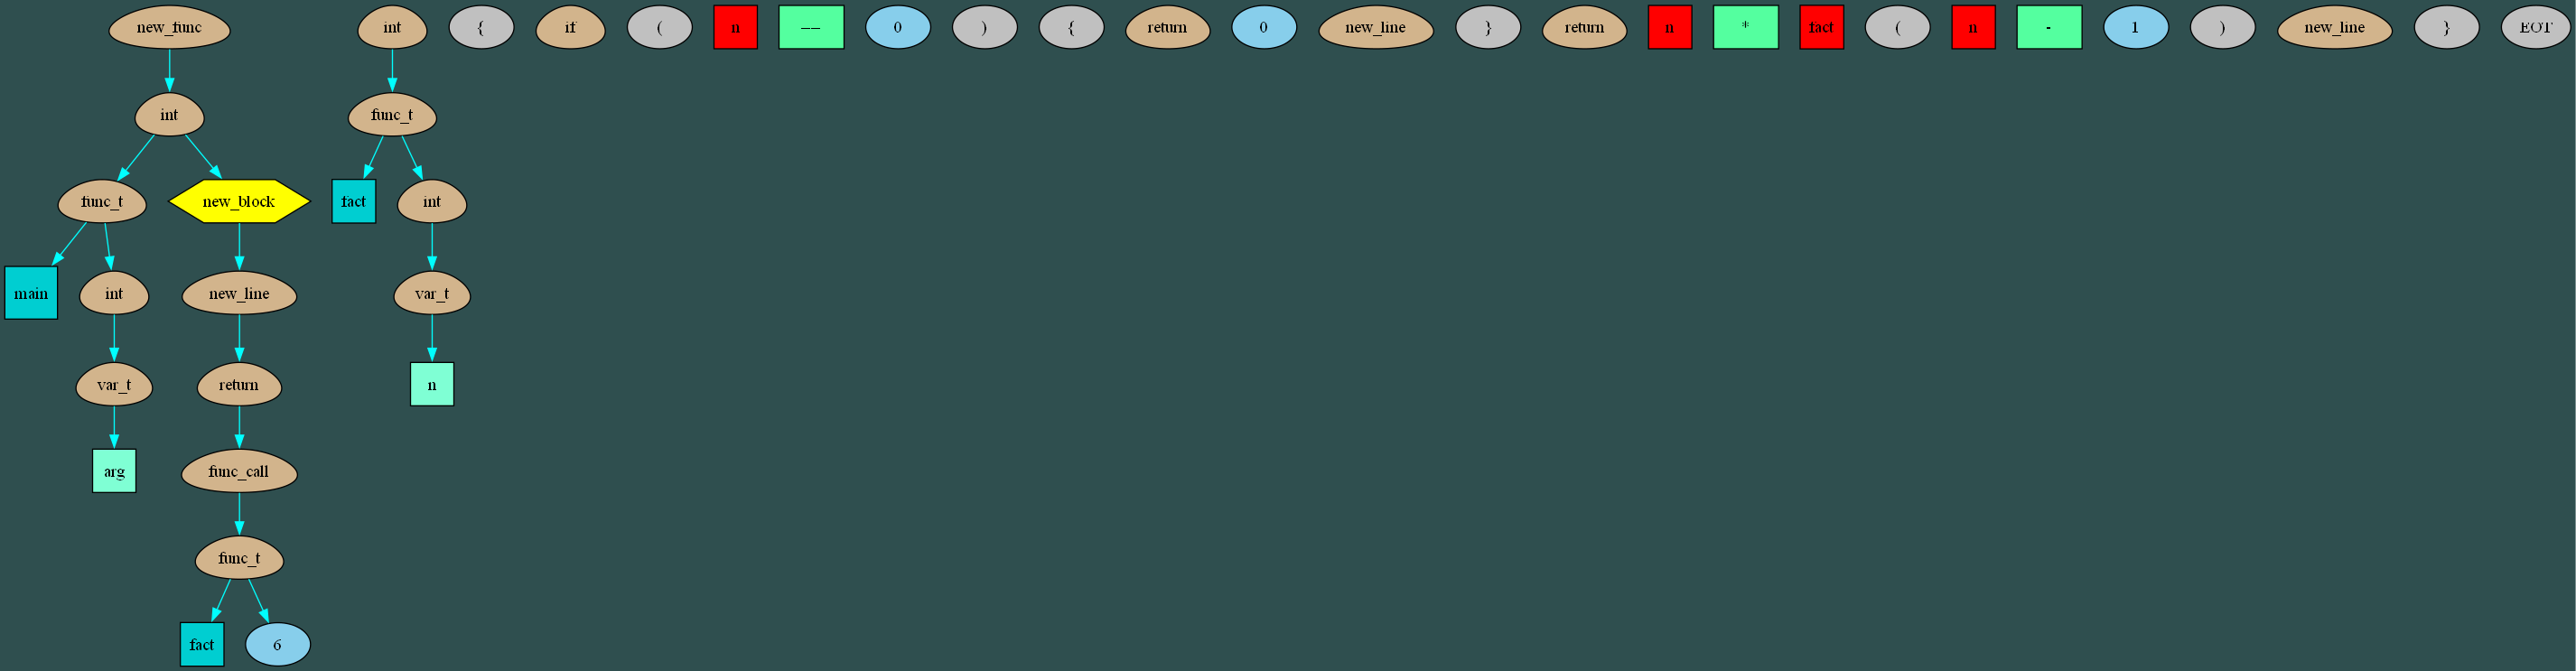 new_func int { if ( n == 0 ) { return 0 new_line } return n * fact ( n - 1 ) new_line } EOT
int func_t
func_t new_block fact int
main int new_line var_t
var_t return n
arg func_call
func_t
fact 6